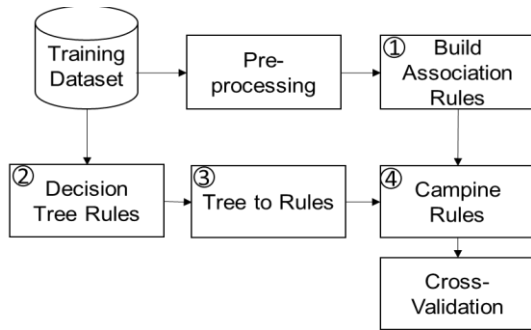 Training
Dataset
Pre-
processing
①
Build
Association
Rules
②
Decision
Tree Rules
③
Tree to Rules
④
Campine
Rules
Cross-
Validation